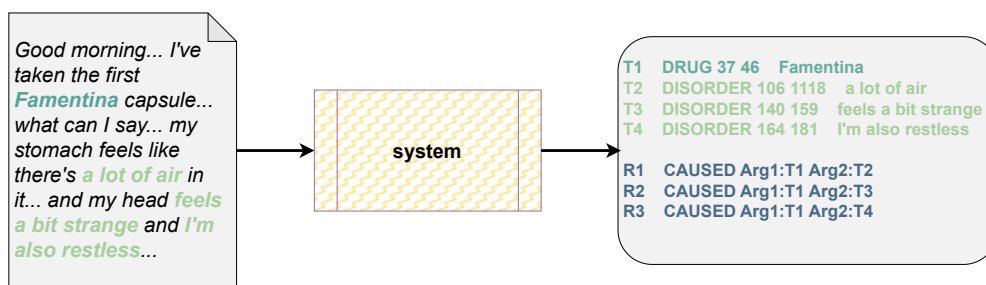 Good morning... I've
taken the first
Famentina capsule...
what can I say... my
stomach feels like
there's a lot of air in
it... and my head feels
a bit strange and I'm
also restless...
system
T1 DRUG 37 46 Famentina
T2 DISORDER 106 1118 a lot of air
T3 DISORDER 140 159 feels a bit strange
T4 DISORDER 164 181 I'm also restless
R1 CAUSED Arg1:T1 Arg2:T2
R2 CAUSED Arg1:T1 Arg2:T3
R3 CAUSED Arg1:T1 Arg2:T4